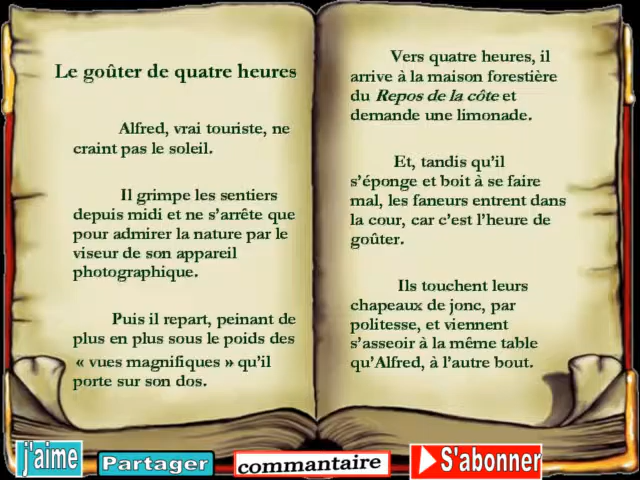 Le goûter de quatre heures
Alfred, vrai touriste, ne
craint pas le soleil.
Il grimpe les sentiers
depuis midi et ne s'arrête que
pour admirer la nature par le
viseur de son appareil
photographique.
Puis il repart, peinant de
plus en plus sous le poids des
« vues magnifiques » qu'il
porte sur son dos.
Vers quatre heures, il
arrive à la maison forestière
du Repos de la côte et
demande une limonade.
Et, tandis qu'il
s'éponge et boit à se faire
mal, les faneurs entrent dans
la cour, car c'est l'heure de
goûter.
Ils touchent leurs
chapeaux de jonc, par
politesse, et viennent
s'asseoir à la même table
qu'Alfred, à l'autre bout.
j'aime
Partager
commantaire
S'abonner